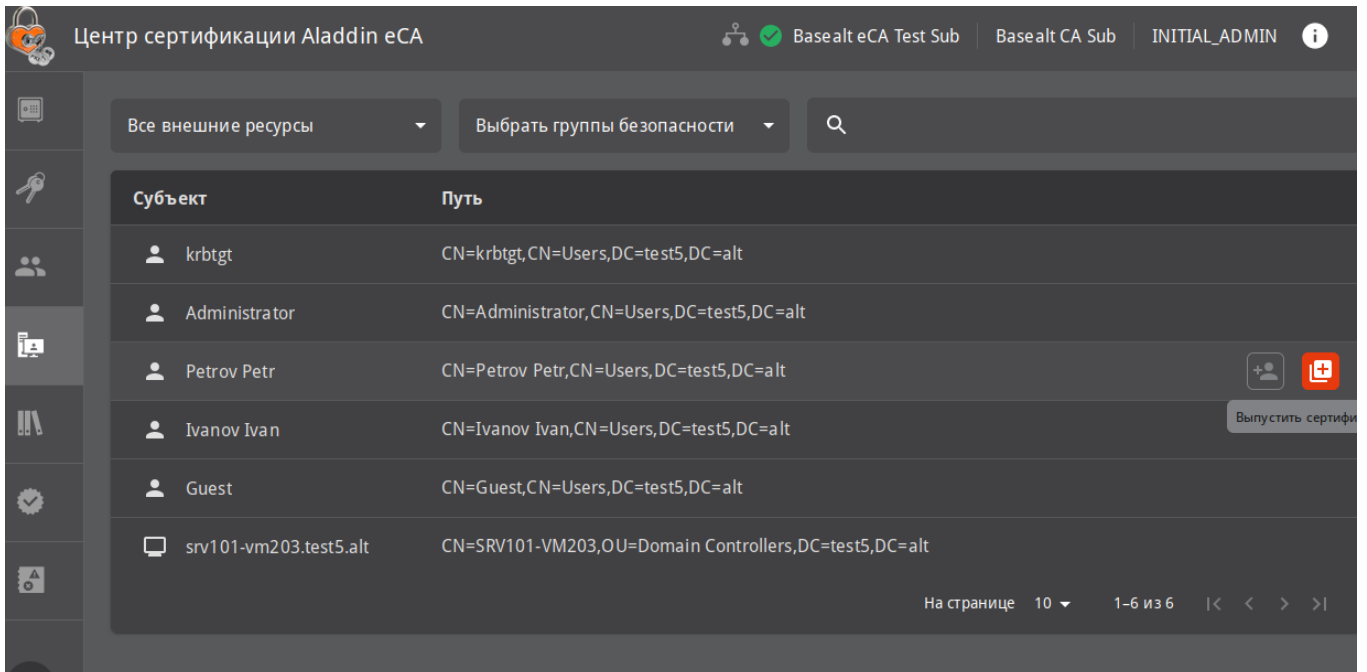 Центр сертификации Aladdin eCA
Basealt eCA Test Sub
Basealt CA Sub
INITIAL_ADMIN
Все внешние ресурсы
Выбрать группы безопасности
Субъект Путь
krbtgt CN=krbtgt,CN=Users,DC=test5,DC=alt
Administrator CN=Administrator,CN=Users,DC=test5,DC=alt
Petrov Petr CN=Petrov Petr,CN=Users,DC=test5,DC=alt
Выпустить сертифи
Ivanov Ivan CN=Ivanov Ivan,CN=Users,DC=test5,DC=alt
Guest CN=Guest,CN=Users,DC=test5,DC=alt
srv101-vm203.test5.alt CN=SRV101-VM203,OU=Domain Controllers,DC=test5,DC=alt
На странице 10 1–6 из 6